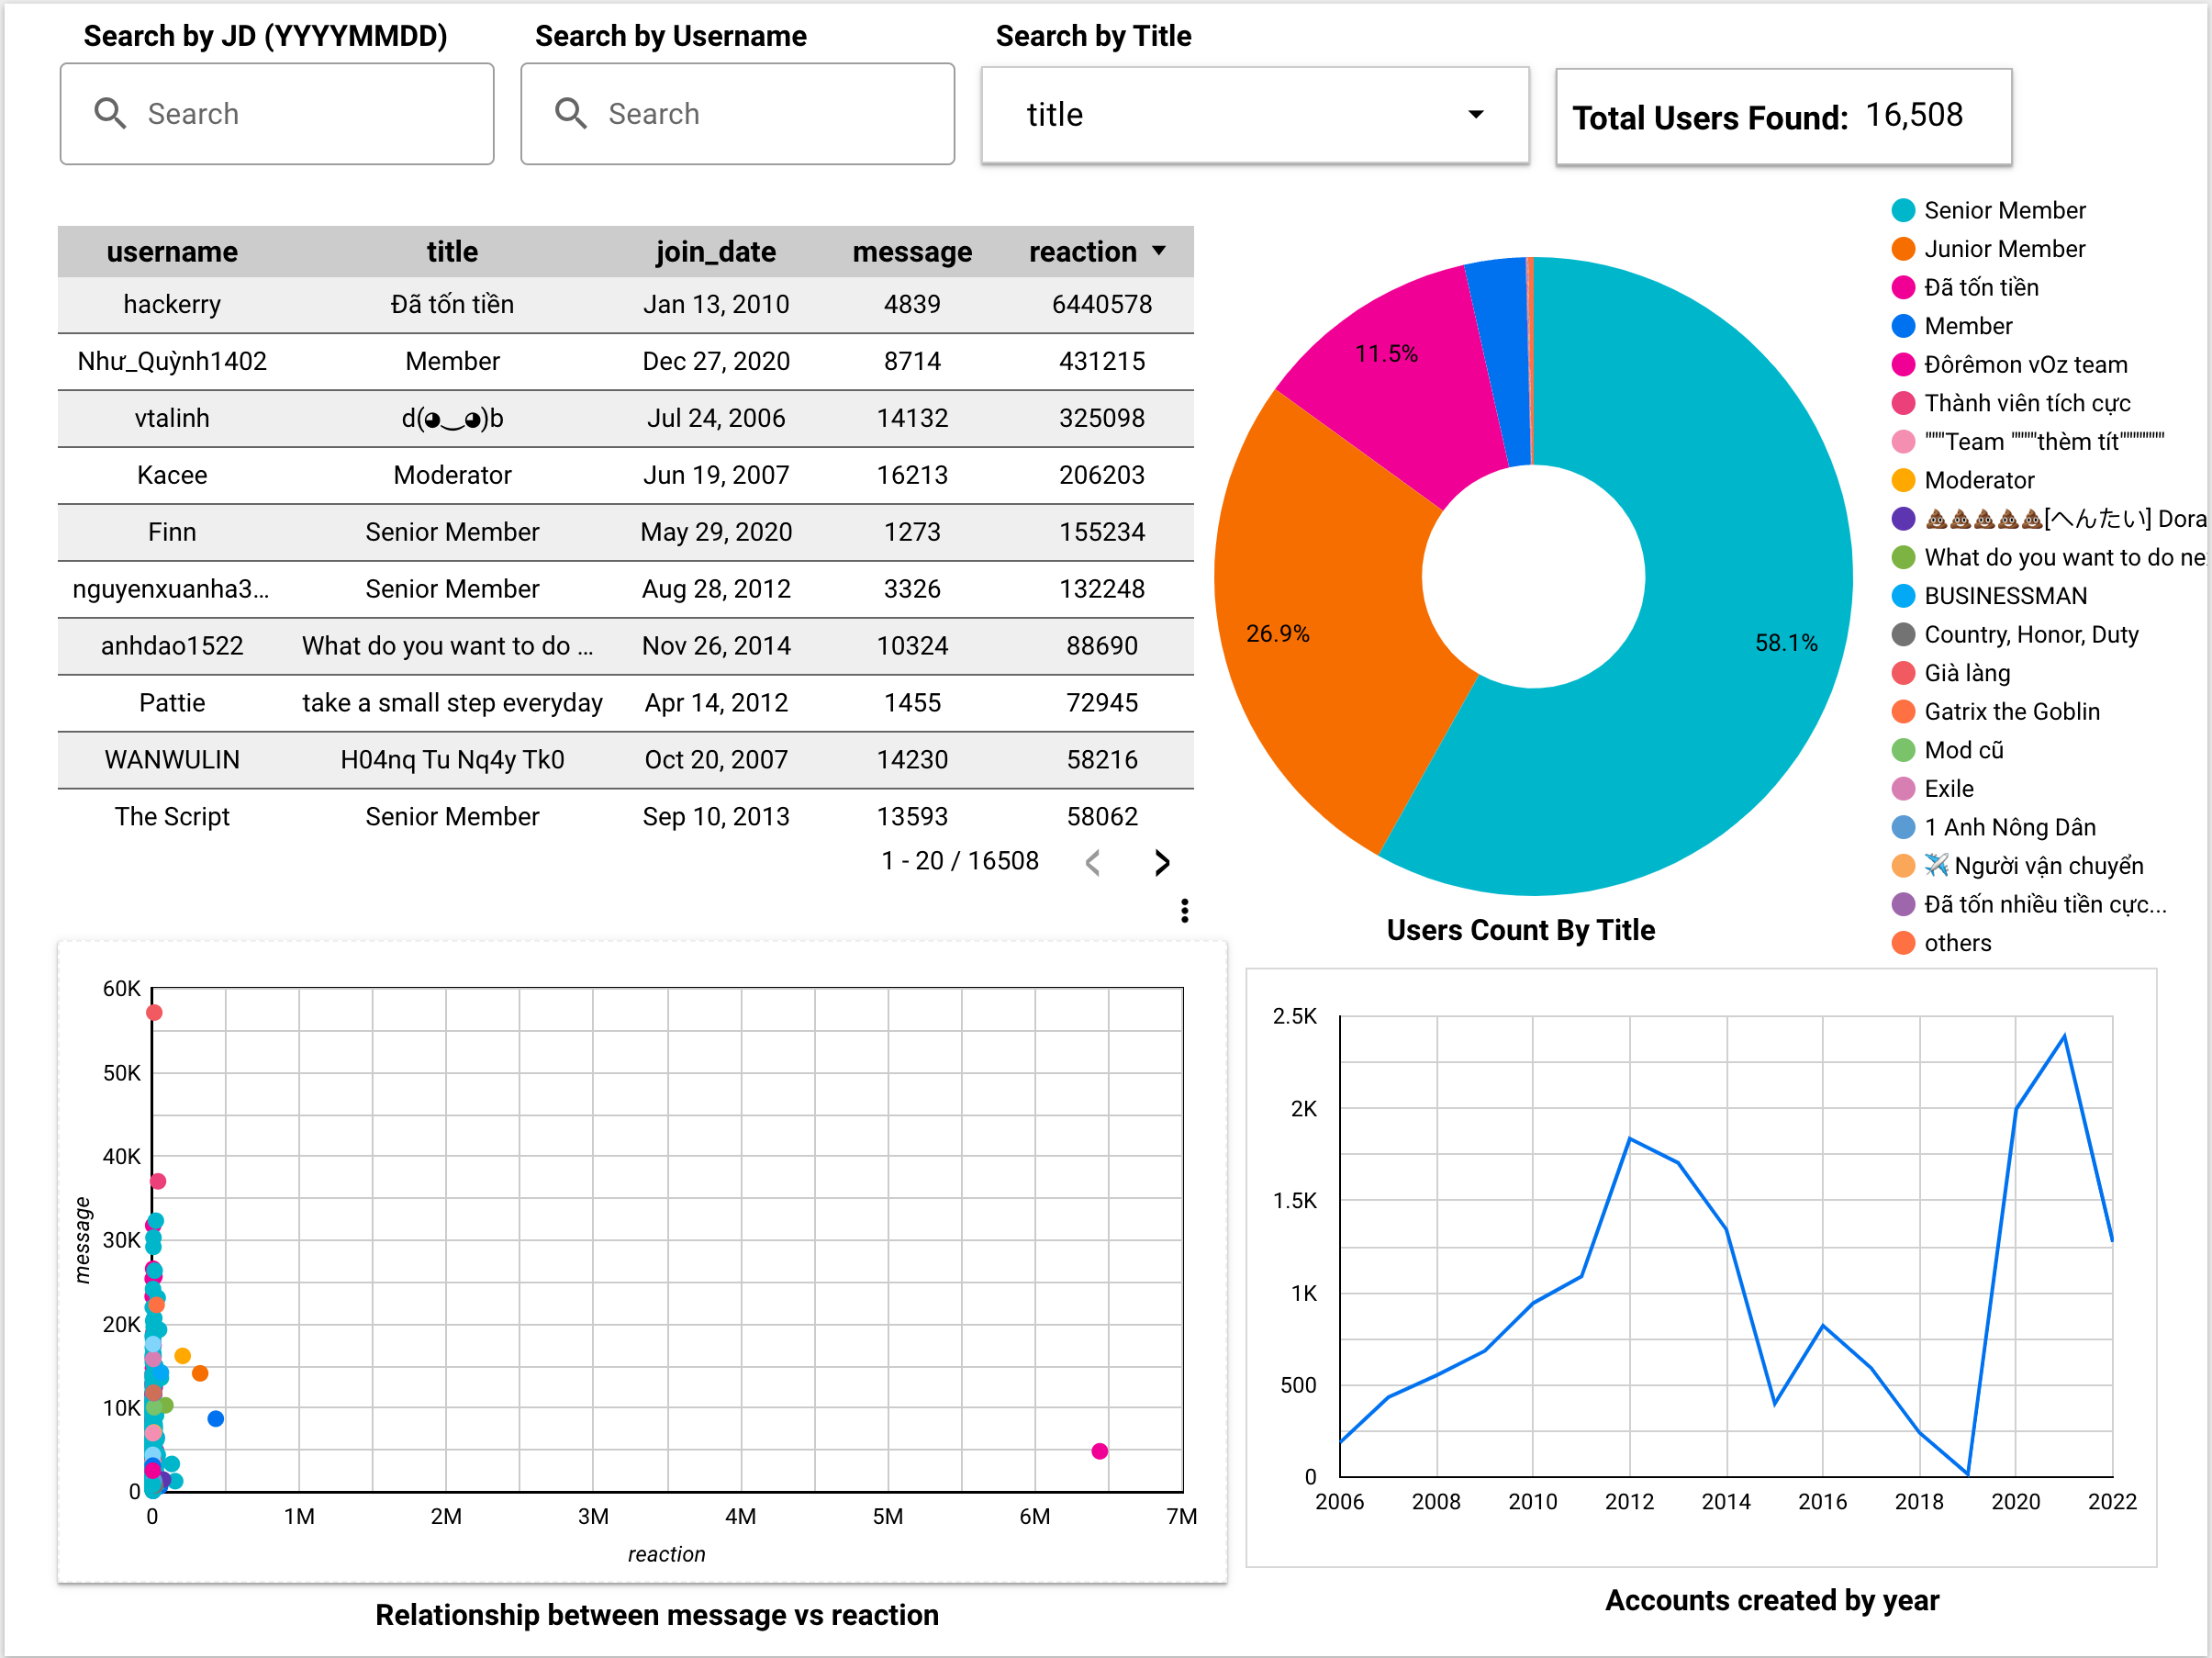 Search by JD (YYYYMMDD)
Search by Username
Search by Title
Search
Search
title
Total Users Found: 16,508
username title join_date message reaction
hackerry Đã tốn tiền Jan 13, 2010 4839 6440578
Như_Quỳnh1402 Member Dec 27, 2020 8714 431215
vtalinh d(◕‿◕)b Jul 24, 2006 14132 325098
Kacee Moderator Jun 19, 2007 16213 206203
Finn Senior Member May 29, 2020 1273 155234
nguyenxuanha3... Senior Member Aug 28, 2012 3326 132248
anhdao1522 What do you want to do ... Nov 26, 2014 10324 88690
Pattie take a small step everyday Apr 14, 2012 1455 72945
WANWULIN H04nq Tu Nq4y Tk0 Oct 20, 2007 14230 58216
The Script Senior Member Sep 10, 2013 13593 58062
1 - 20 / 16508
11.5%
26.9%
58.1%
Users Count By Title
Senior Member
Junior Member
Đã tốn tiền
Member
Đôrêmon vOz team
Thành viên tích cực
""""Team """"​"thèm tít""""""""""
Moderator
💩💩💩💩💩[へんたい] Dora
What do you want to do ne
BUSINESSMAN
Country, Honor, Duty
Già làng
Gatrix the Goblin
Mod cũ
Exile
1 Anh Nông Dân
✈️ Người vận chuyển
Đã tốn nhiều tiền cực...
others
60K
50K
40K
30K
20K
10K
0
message
0 1M 2M 3M 4M 5M 6M 7M
reaction
Relationship between message vs reaction
2.5K
2K
1.5K
1K
500
0
2006 2008 2010 2012 2014 2016 2018 2020 2022
Accounts created by year